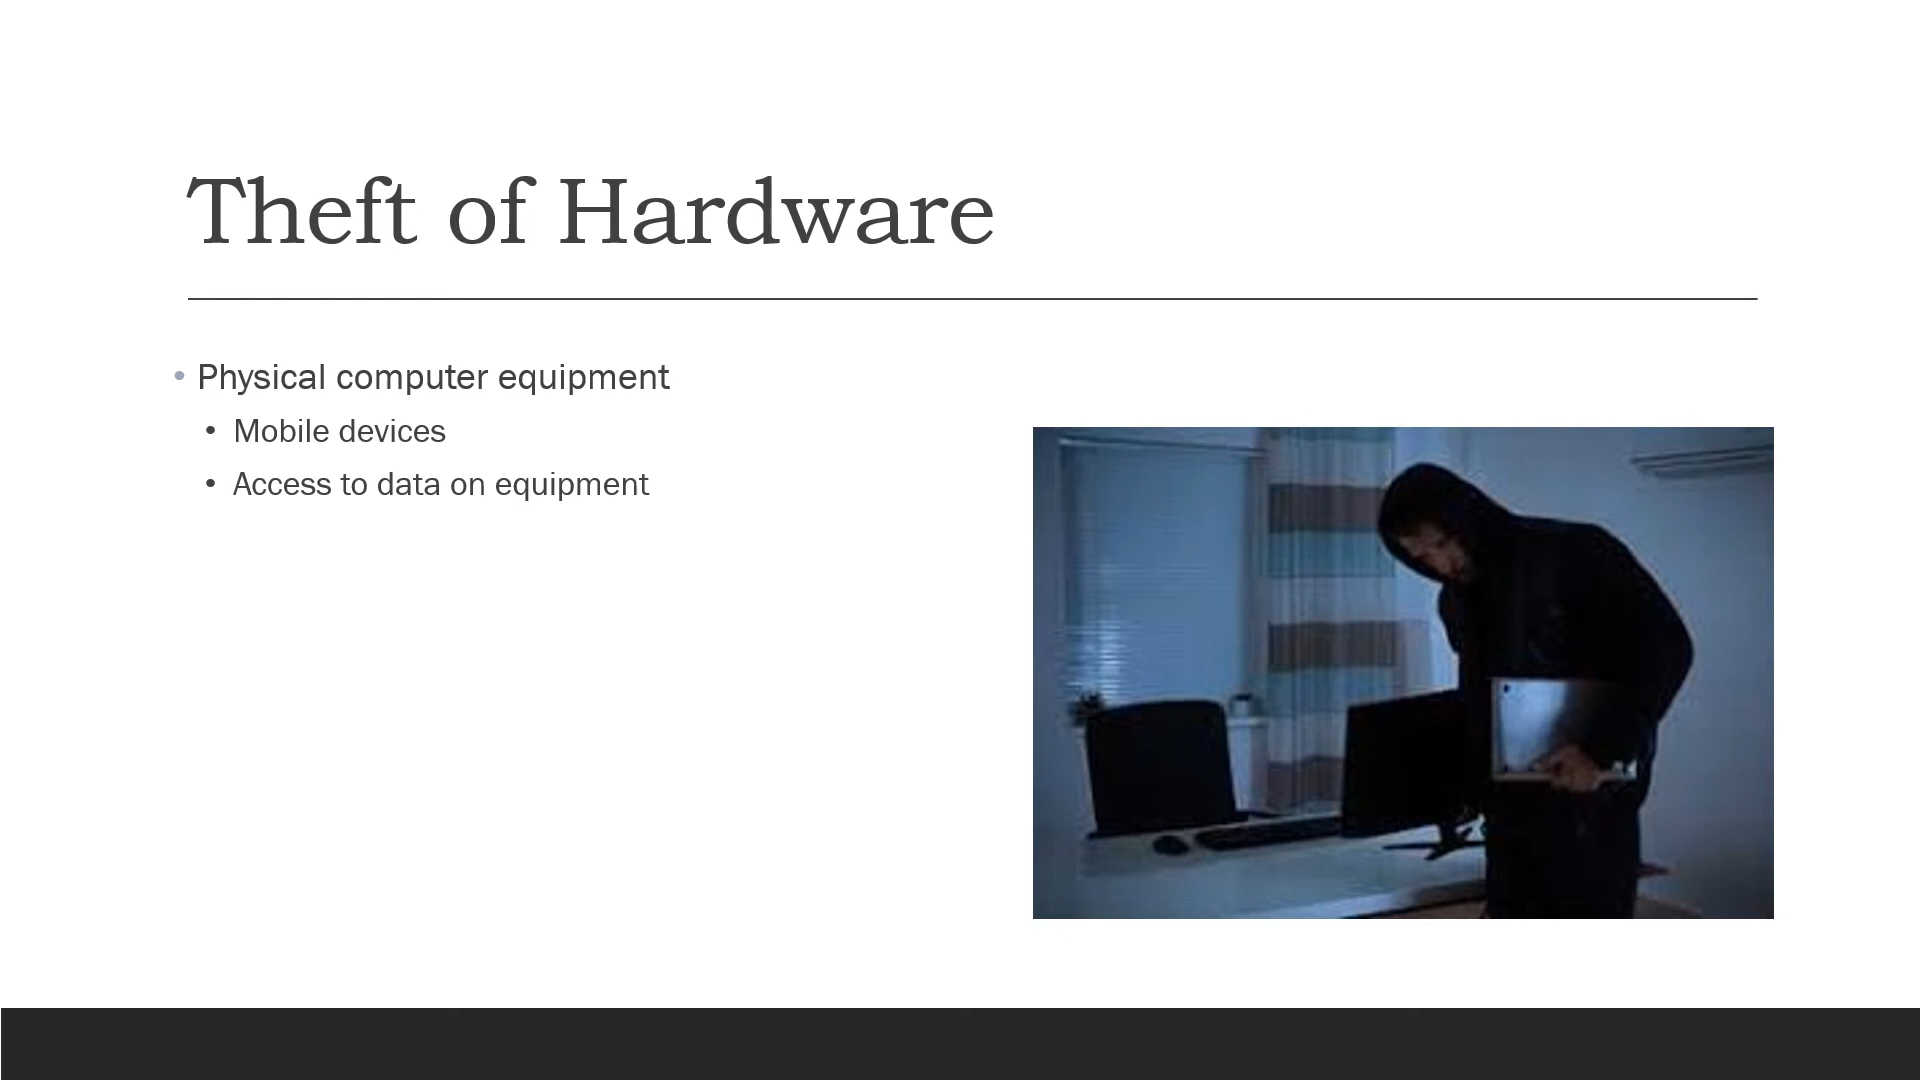 Theft of Hardware
• Physical computer equipment
• Mobile devices
• Access to data on equipment